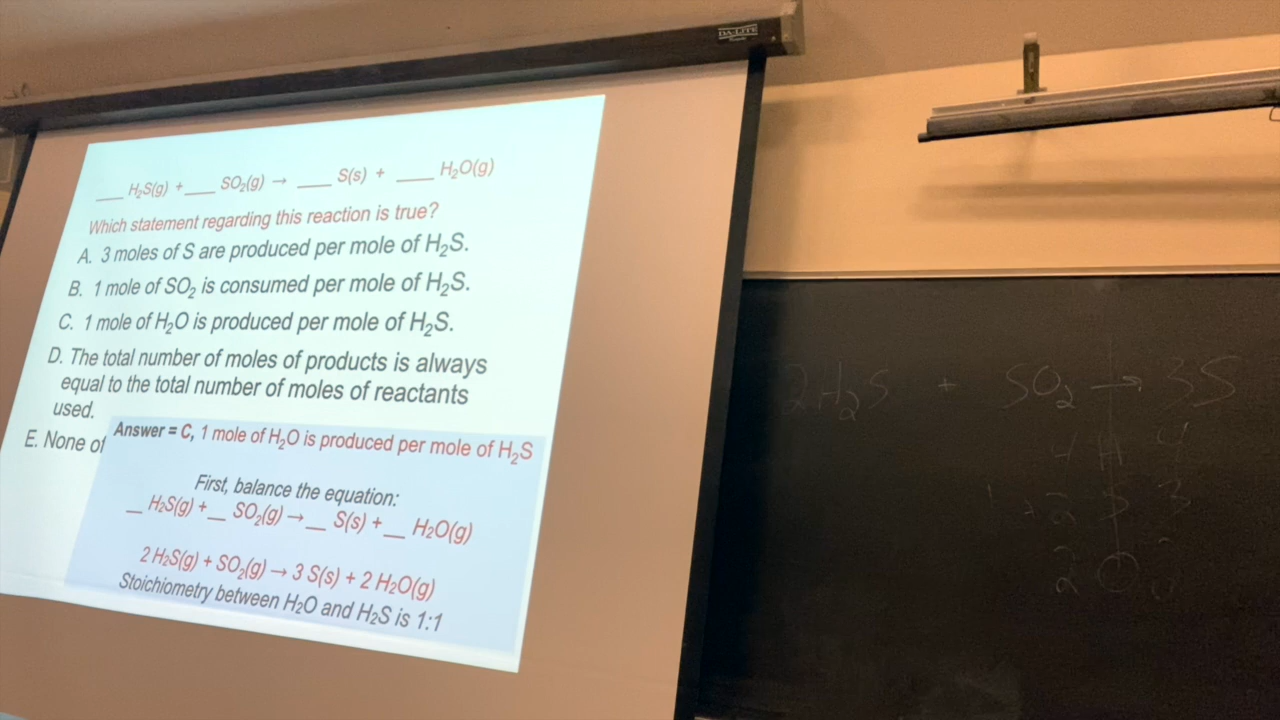 DA-LITE
___ H₂S(g) + ___ SO₂(g) → ___ S(s) + ___ H₂O(g)
Which statement regarding this reaction is true?
A. 3 moles of S are produced per mole of H₂S.
B. 1 mole of SO₂ is consumed per mole of H₂S.
C. 1 mole of H₂O is produced per mole of H₂S.
D. The total number of moles of products is always
equal to the total number of moles of reactants
used.
E. None of
Answer = C, 1 mole of H₂O is produced per mole of H₂S
First, balance the equation:
__ H₂S(g) + __ SO₂(g) → __ S(s) + __ H₂O(g)
2 H₂S(g) + SO₂(g) → 3 S(s) + 2 H₂O(g)
Stoichiometry between H₂O and H₂S is 1:1
2H₂S + SO₂ → 3S
4 H 4
2 O